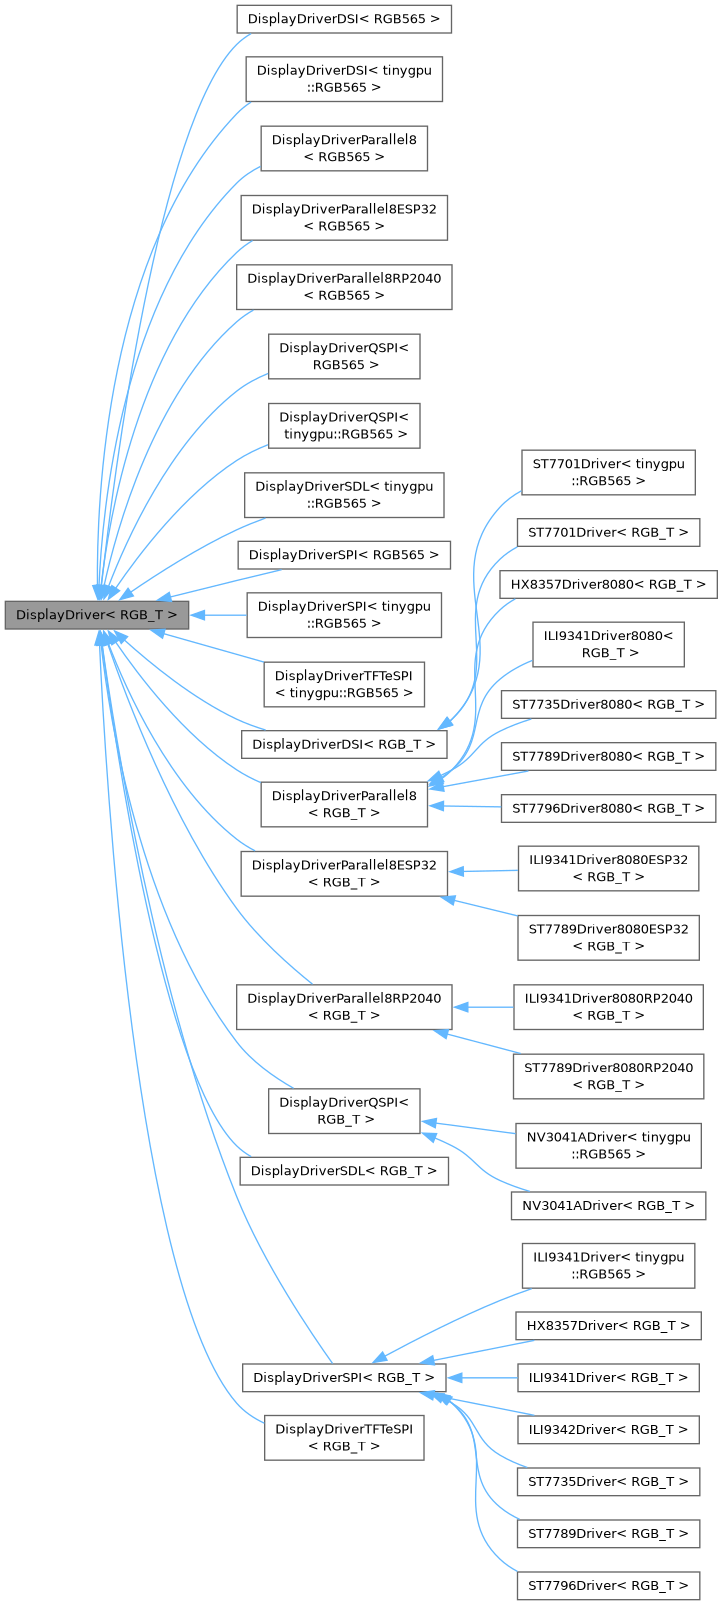 DisplayDriverDSI< RGB565 >
DisplayDriverDSI< tinygpu
::RGB565 >
DisplayDriverParallel8
< RGB565 >
DisplayDriverParallel8ESP32
< RGB565 >
DisplayDriverParallel8RP2040
< RGB565 >
DisplayDriverQSPI<
RGB565 >
DisplayDriverQSPI<
tinygpu::RGB565 >
DisplayDriverSDL< tinygpu
::RGB565 >
DisplayDriverSPI< RGB565 >
DisplayDriver< RGB_T >
DisplayDriverSPI< tinygpu
::RGB565 >
DisplayDriverTFTeSPI
< tinygpu::RGB565 >
DisplayDriverDSI< RGB_T >
DisplayDriverParallel8
< RGB_T >
DisplayDriverParallel8ESP32
< RGB_T >
DisplayDriverParallel8RP2040
< RGB_T >
DisplayDriverQSPI<
RGB_T >
DisplayDriverSDL< RGB_T >
DisplayDriverSPI< RGB_T >
DisplayDriverTFTeSPI
< RGB_T >
ST7701Driver< tinygpu
::RGB565 >
ST7701Driver< RGB_T >
HX8357Driver8080< RGB_T >
ILI9341Driver8080<
RGB_T >
ST7735Driver8080< RGB_T >
ST7789Driver8080< RGB_T >
ST7796Driver8080< RGB_T >
ILI9341Driver8080ESP32
< RGB_T >
ST7789Driver8080ESP32
< RGB_T >
ILI9341Driver8080RP2040
< RGB_T >
ST7789Driver8080RP2040
< RGB_T >
NV3041ADriver< tinygpu
::RGB565 >
NV3041ADriver< RGB_T >
ILI9341Driver< tinygpu
::RGB565 >
HX8357Driver< RGB_T >
ILI9341Driver< RGB_T >
ILI9342Driver< RGB_T >
ST7735Driver< RGB_T >
ST7789Driver< RGB_T >
ST7796Driver< RGB_T >